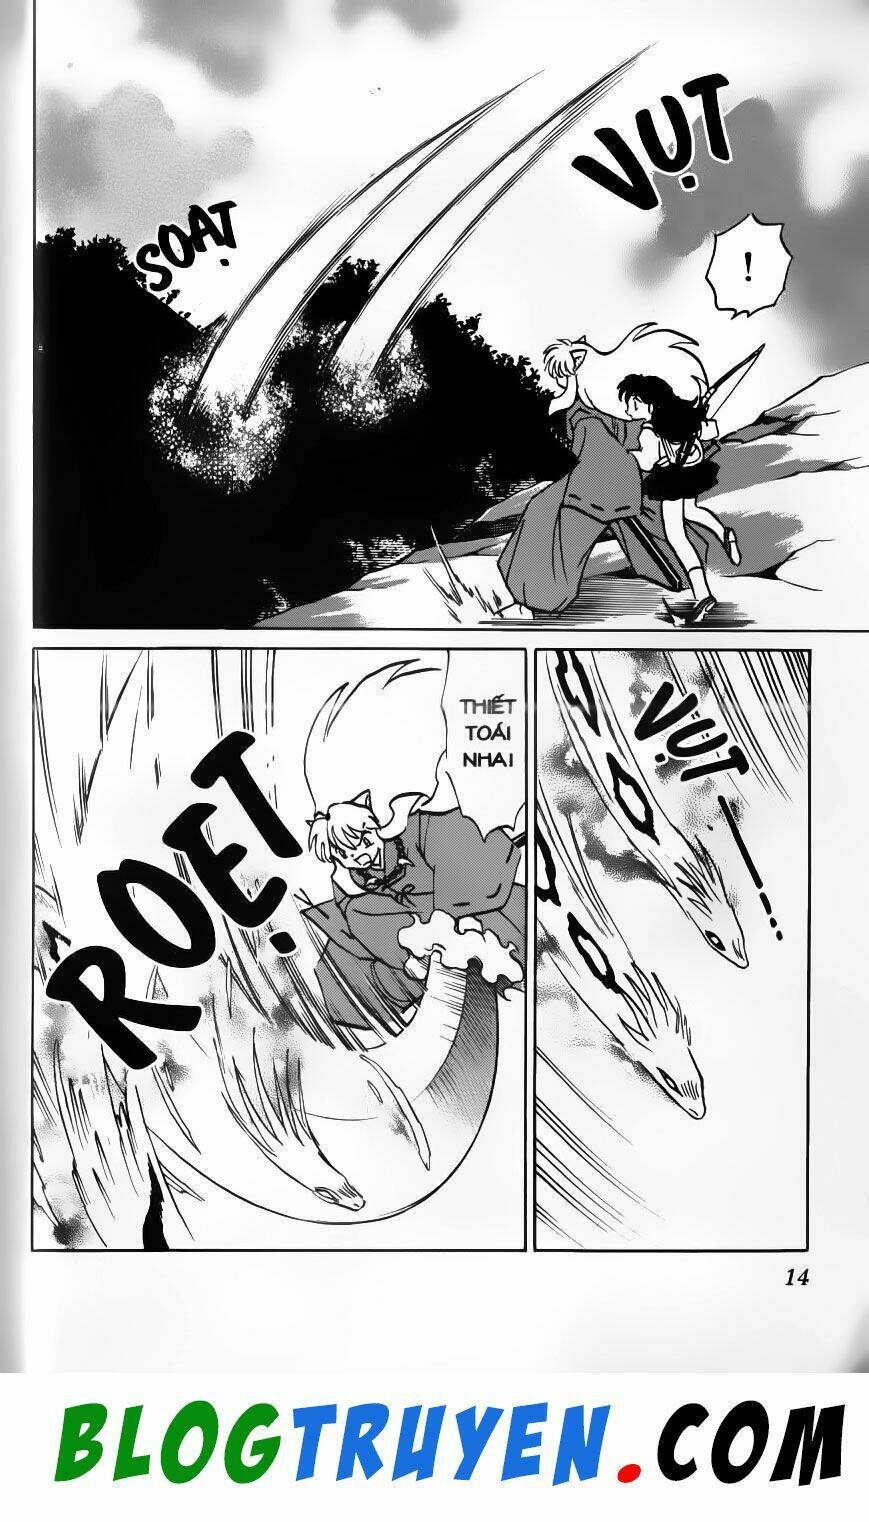 VỤT
!
SOẠT
VỤT
THIẾT
TOÁI
NHA!
ROẸT
14
BLOGTRUYEN.COM